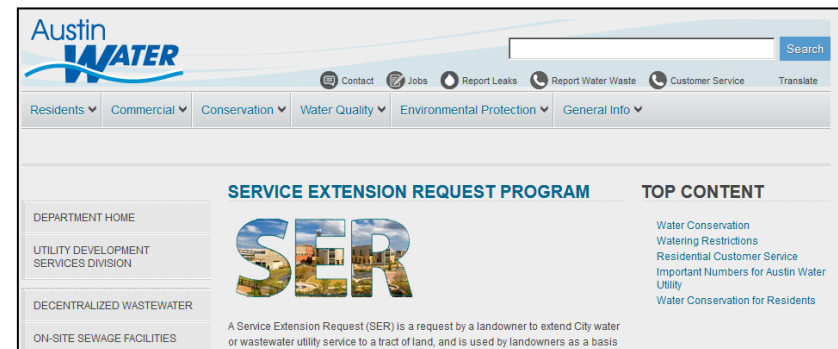 Austin
WATER
Search
Contact Jobs Report Leaks Report Water Waste Customer Service Translate
Residents Commercial Conservation Water Quality Environmental Protection General Info
DEPARTMENT HOME
UTILITY DEVELOPMENT
SERVICES DIVISION
DECENTRALIZED WASTEWATER
ON-SITE SEWAGE FACILITIES
SERVICE EXTENSION REQUEST PROGRAM
SER
A Service Extension Request (SER) is a request by a landowner to extend City water
or wastewater utility service to a tract of land, and is used by landowners as a basis
TOP CONTENT
Water Conservation
Watering Restrictions
Residential Customer Service
Important Numbers for Austin Water
Utility
Water Conservation for Residents